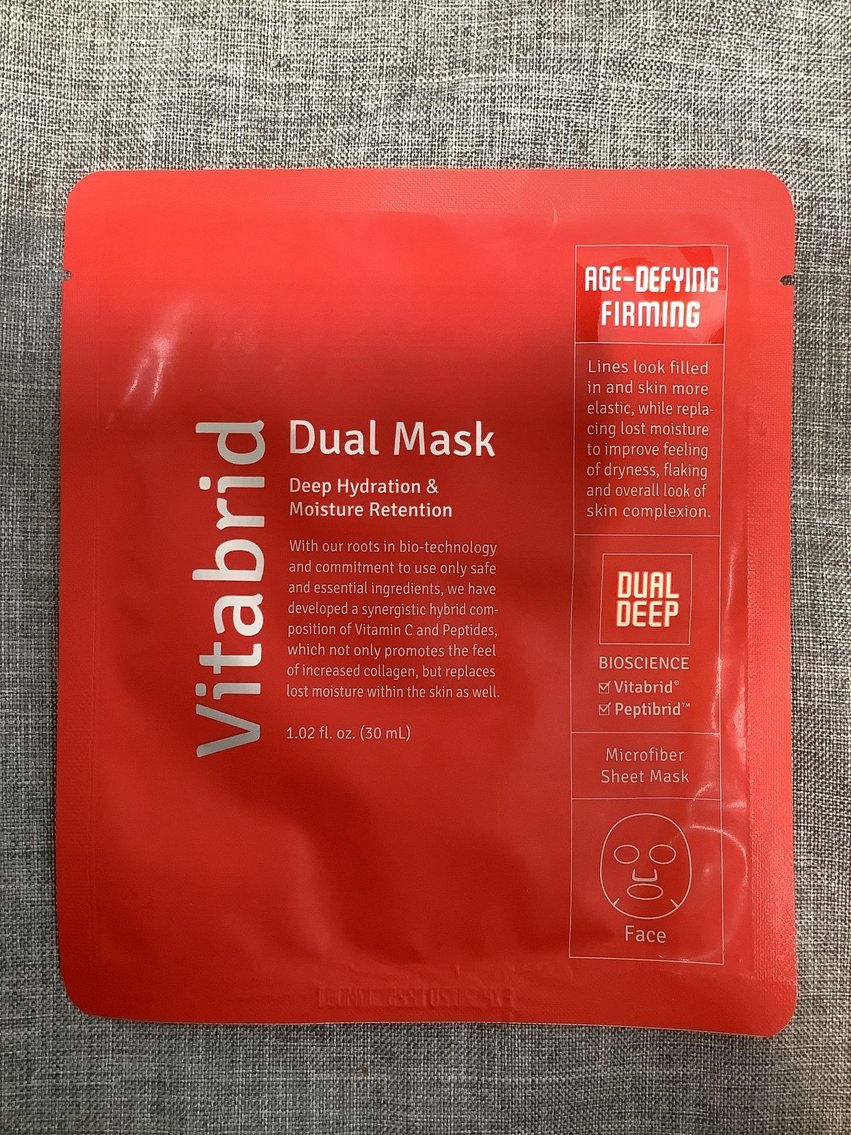 Vitabrid
Dual Mask
Deep Hydration &
Moisture Retention
With our roots in bio-technology
and commitment to use only safe
and essential ingredients, we have
developed a synergistic hybrid com-
position of Vitamin C and Peptides,
which not only promotes the feel
of increased collagen, but replaces
lost moisture within the skin as well.
1.02 fl. oz. (30 mL)
AGE-DEFYING
FIRMING
Lines look filled
in and skin more
elastic, while repla-
cing lost moisture
to improve feeling
of dryness, flaking
and overall look of
skin complexion.
DUAL
DEEP
BIOSCIENCE
☑ Vitabrid®
☑ Peptibrid™
Microfiber
Sheet Mask
Face